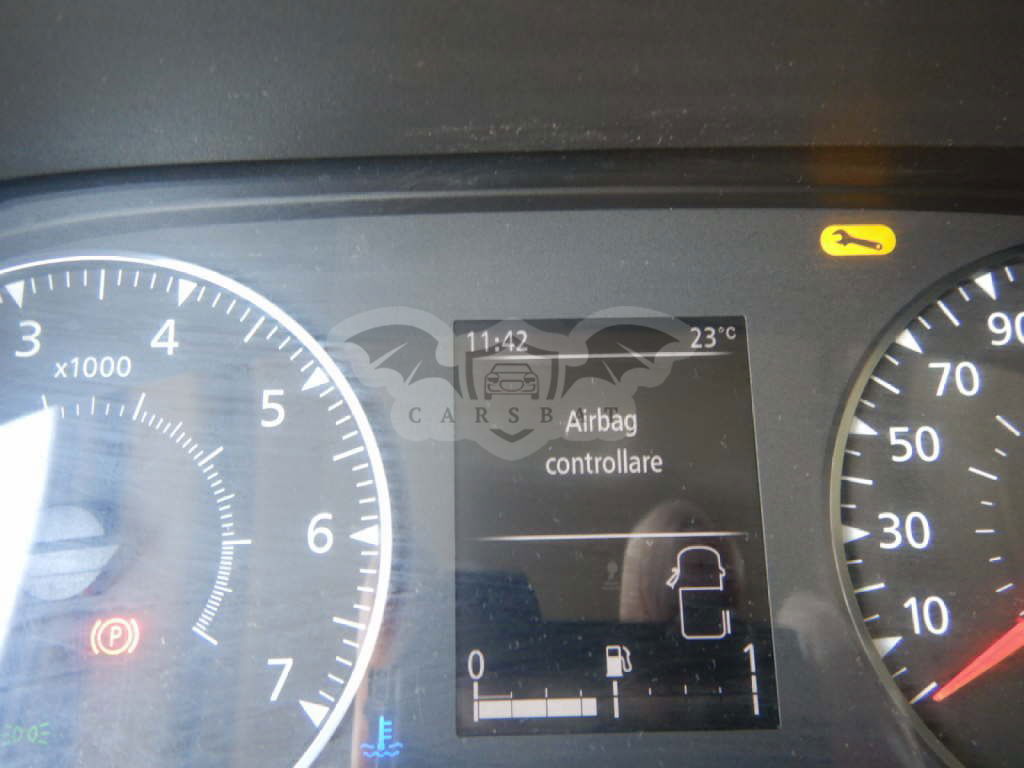 11:42 23°C
Airbag
controllare
CARSBAT
0 1
3 4 5 6 7
x1000
P
10 30 50 70 90